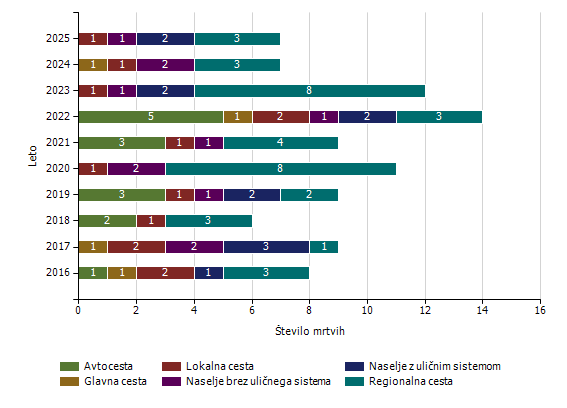 2025 1 1 2 3
2024 1 1 2 3
2023 1 1 2 8
2022 5 1 2 1 2 3
2021 3 1 1 4
2020 1 2 8
2019 3 1 1 2 2
2018 2 1 3
2017 1 2 2 3 1
2016 1 1 2 1 3
Leto
0 2 4 6 8 10 12 14 16
Število mrtvih
Avtocesta Lokalna cesta Naselje z uličnim sistemom
Glavna cesta Naselje brez uličnega sistema Regionalna cesta